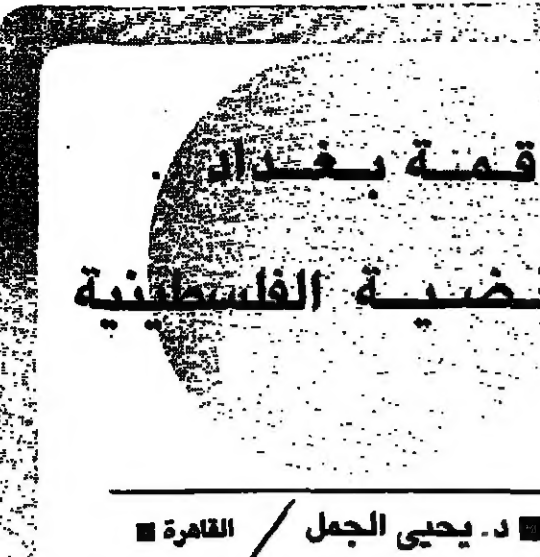 قمة بغداد ..
ضية الفلسطينية
■ د. يحيى الجمل / القاهرة ■